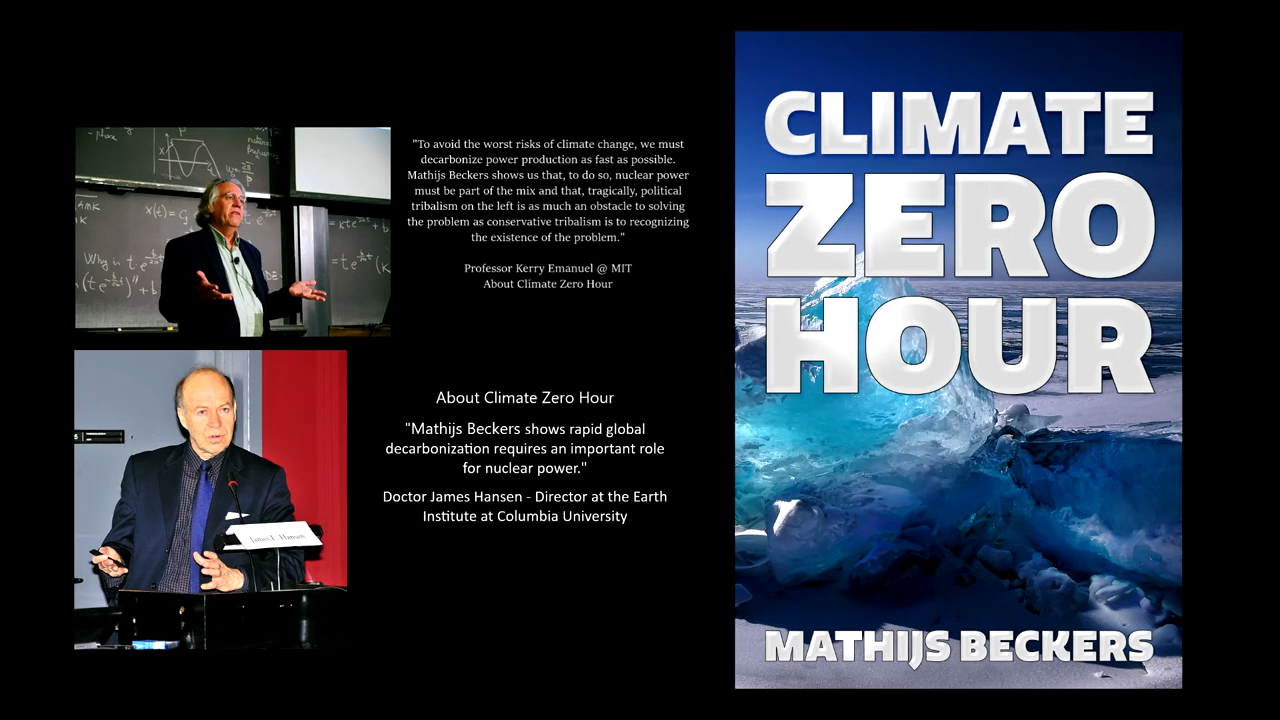 "To avoid the worst risks of climate change, we must
decarbonize power production as fast as possible.
Mathijs Beckers shows us that, to do so, nuclear power
must be part of the mix and that, tragically, political
tribalism on the left is as much an obstacle to solving
the problem as conservative tribalism is to recognizing
the existence of the problem."
Professor Kerry Emanuel @ MIT
About Climate Zero Hour
James E. Hansen
About Climate Zero Hour
"Mathijs Beckers shows rapid global
decarbonization requires an important role
for nuclear power."
Doctor James Hansen - Director at the Earth
Institute at Columbia University
CLIMATE
ZERO
HOUR
MATHIJS BECKERS